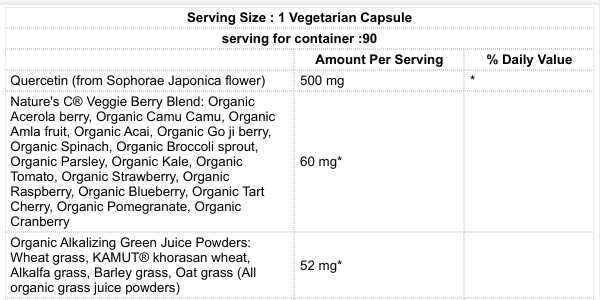 Serving Size : 1 Vegetarian Capsule
serving for container :90
Amount Per Serving % Daily Value
Quercetin (from Sophorae Japonica flower) 500 mg *
Nature's C® Veggie Berry Blend: Organic
Acerola berry, Organic Camu Camu, Organic
Amla fruit, Organic Acai, Organic Go ji berry,
Organic Spinach, Organic Broccoli sprout,
Organic Parsley, Organic Kale, Organic
Tomato, Organic Strawberry, Organic
Raspberry, Organic Blueberry, Organic Tart
Cherry, Organic Pomegranate, Organic
Cranberry
60 mg*
Organic Alkalizing Green Juice Powders:
Wheat grass, KAMUT® khorasan wheat,
Alkalfa grass, Barley grass, Oat grass (All
organic grass juice powders)
52 mg*